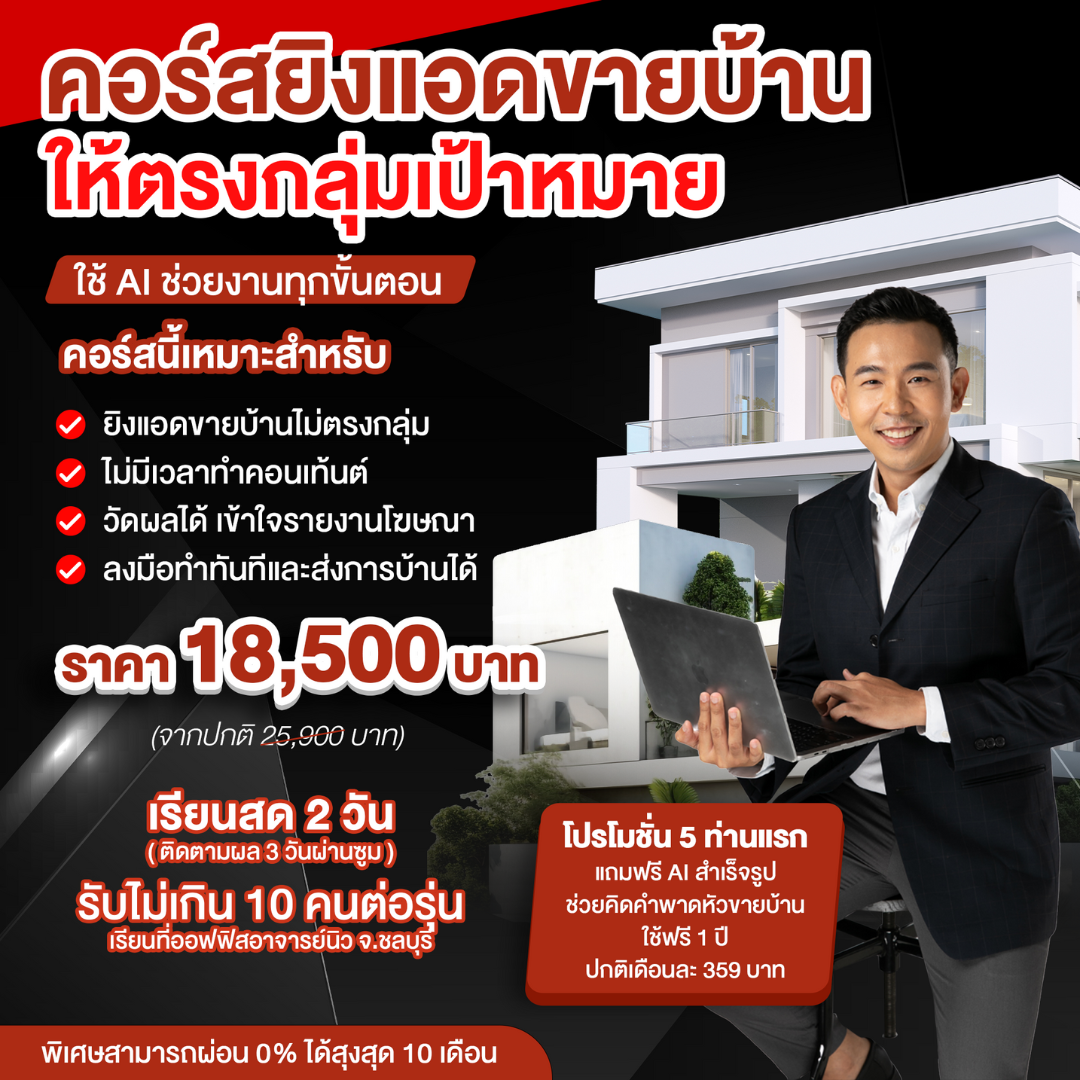 คอร์สยิงแอดขายบ้าน
ให้ตรงกลุ่มเป้าหมาย
ใช้ AI ช่วยงานทุกขั้นตอน
คอร์สนี้เหมาะสำหรับ
ยิงแอดขายบ้านไม่ตรงกลุ่ม
ไม่มีเวลาทำคอนเท้นต์
วัดผลได้ เข้าใจรายงานโฆษณา
ลงมือทำทันทีและส่งการบ้านได้
ราคา 18,500 บาท
(จากปกติ 25,900 บาท)
เรียนสด 2 วัน
( ติดตามผล 3 วันผ่านซูม )
รับไม่เกิน 10 คนต่อรุ่น
เรียนที่ออฟฟิสอาจารย์นิว จ.ชลบุรี
โปรโมชั่น 5 ท่านแรก
แถมฟรี AI สำเร็จรูป
ช่วยคิดคำพาดหัวขายบ้าน
ใช้ฟรี 1 ปี
ปกติเดือนละ 359 บาท
พิเศษสามารถผ่อน 0% ได้สูงสุด 10 เดือน